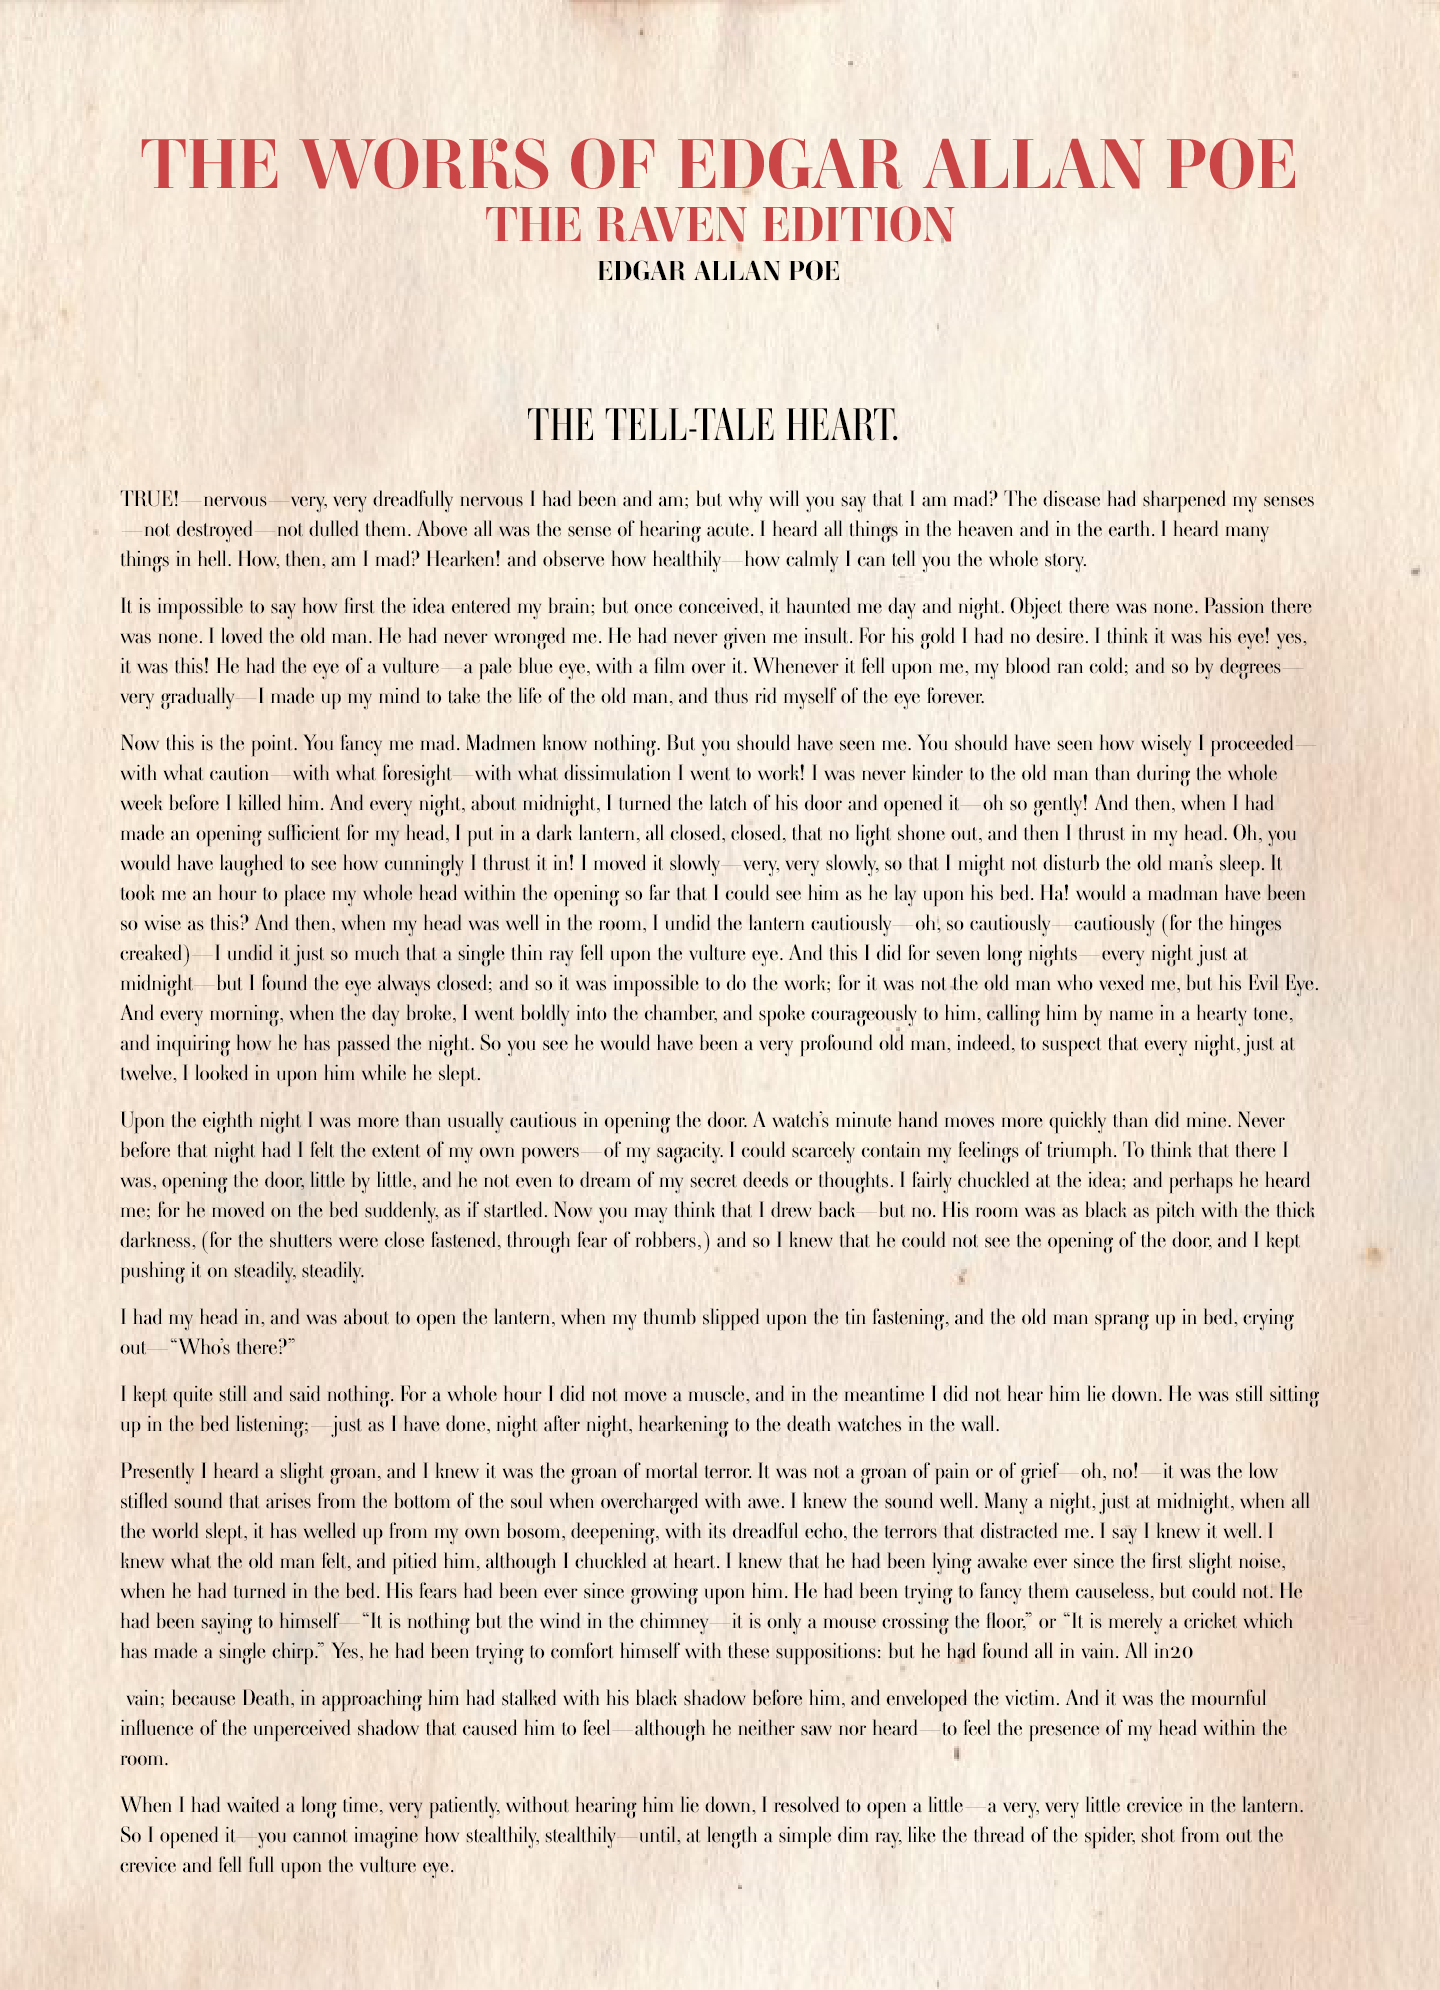 THE WORKS OF EDGAR ALLAN POE
THE RAVEN EDITION
EDGAR ALLAN POE
THE TELL-TALE HEART.
TRUE!—nervous—very, very dreadfully nervous I had been and am; but why will you say that I am mad? The disease had sharpened my senses
—not destroyed—not dulled them. Above all was the sense of hearing acute. I heard all things in the heaven and in the earth. I heard many
things in hell. How, then, am I mad? Hearken! and observe how healthily—how calmly I can tell you the whole story.
It is impossible to say how first the idea entered my brain; but once conceived, it haunted me day and night. Object there was none. Passion there
was none. I loved the old man. He had never wronged me. He had never given me insult. For his gold I had no desire. I think it was his eye! yes,
it was this! He had the eye of a vulture—a pale blue eye, with a film over it. Whenever it fell upon me, my blood ran cold; and so by degrees—
very gradually—I made up my mind to take the life of the old man, and thus rid myself of the eye forever.
Now this is the point. You fancy me mad. Madmen know nothing. But you should have seen me. You should have seen how wisely I proceeded—
with what caution—with what foresight—with what dissimulation I went to work! I was never kinder to the old man than during the whole
week before I killed him. And every night, about midnight, I turned the latch of his door and opened it—oh so gently! And then, when I had
made an opening sufficient for my head, I put in a dark lantern, all closed, closed, that no light shone out, and then I thrust in my head. Oh, you
would have laughed to see how cunningly I thrust it in! I moved it slowly—very, very slowly, so that I might not disturb the old man’s sleep. It
took me an hour to place my whole head within the opening so far that I could see him as he lay upon his bed. Ha! would a madman have been
so wise as this? And then, when my head was well in the room, I undid the lantern cautiously—oh, so cautiously—cautiously (for the hinges
creaked)—I undid it just so much that a single thin ray fell upon the vulture eye. And this I did for seven long nights—every night just at
midnight—but I found the eye always closed; and so it was impossible to do the work; for it was not the old man who vexed me, but his Evil Eye.
And every morning, when the day broke, I went boldly into the chamber, and spoke courageously to him, calling him by name in a hearty tone,
and inquiring how he has passed the night. So you see he would have been a very profound old man, indeed, to suspect that every night, just at
twelve, I looked in upon him while he slept.
Upon the eighth night I was more than usually cautious in opening the door. A watch’s minute hand moves more quickly than did mine. Never
before that night had I felt the extent of my own powers—of my sagacity. I could scarcely contain my feelings of triumph. To think that there I
was, opening the door, little by little, and he not even to dream of my secret deeds or thoughts. I fairly chuckled at the idea; and perhaps he heard
me; for he moved on the bed suddenly, as if startled. Now you may think that I drew back—but no. His room was as black as pitch with the thick
darkness, (for the shutters were close fastened, through fear of robbers,) and so I knew that he could not see the opening of the door, and I kept
pushing it on steadily, steadily.
I had my head in, and was about to open the lantern, when my thumb slipped upon the tin fastening, and the old man sprang up in bed, crying
out—“Who’s there?”
I kept quite still and said nothing. For a whole hour I did not move a muscle, and in the meantime I did not hear him lie down. He was still sitting
up in the bed listening;—just as I have done, night after night, hearkening to the death watches in the wall.
Presently I heard a slight groan, and I knew it was the groan of mortal terror. It was not a groan of pain or of grief—oh, no!—it was the low
stifled sound that arises from the bottom of the soul when overcharged with awe. I knew the sound well. Many a night, just at midnight, when all
the world slept, it has welled up from my own bosom, deepening, with its dreadful echo, the terrors that distracted me. I say I knew it well. I
knew what the old man felt, and pitied him, although I chuckled at heart. I knew that he had been lying awake ever since the first slight noise,
when he had turned in the bed. His fears had been ever since growing upon him. He had been trying to fancy them causeless, but could not. He
had been saying to himself—“It is nothing but the wind in the chimney—it is only a mouse crossing the floor,” or “It is merely a cricket which
has made a single chirp.” Yes, he had been trying to comfort himself with these suppositions: but he had found all in vain. All in20
vain; because Death, in approaching him had stalked with his black shadow before him, and enveloped the victim. And it was the mournful
influence of the unperceived shadow that caused him to feel—although he neither saw nor heard—to feel the presence of my head within the
room.
When I had waited a long time, very patiently, without hearing him lie down, I resolved to open a little—a very, very little crevice in the lantern.
So I opened it—you cannot imagine how stealthily, stealthily—until, at length a simple dim ray, like the thread of the spider, shot from out the
crevice and fell full upon the vulture eye.